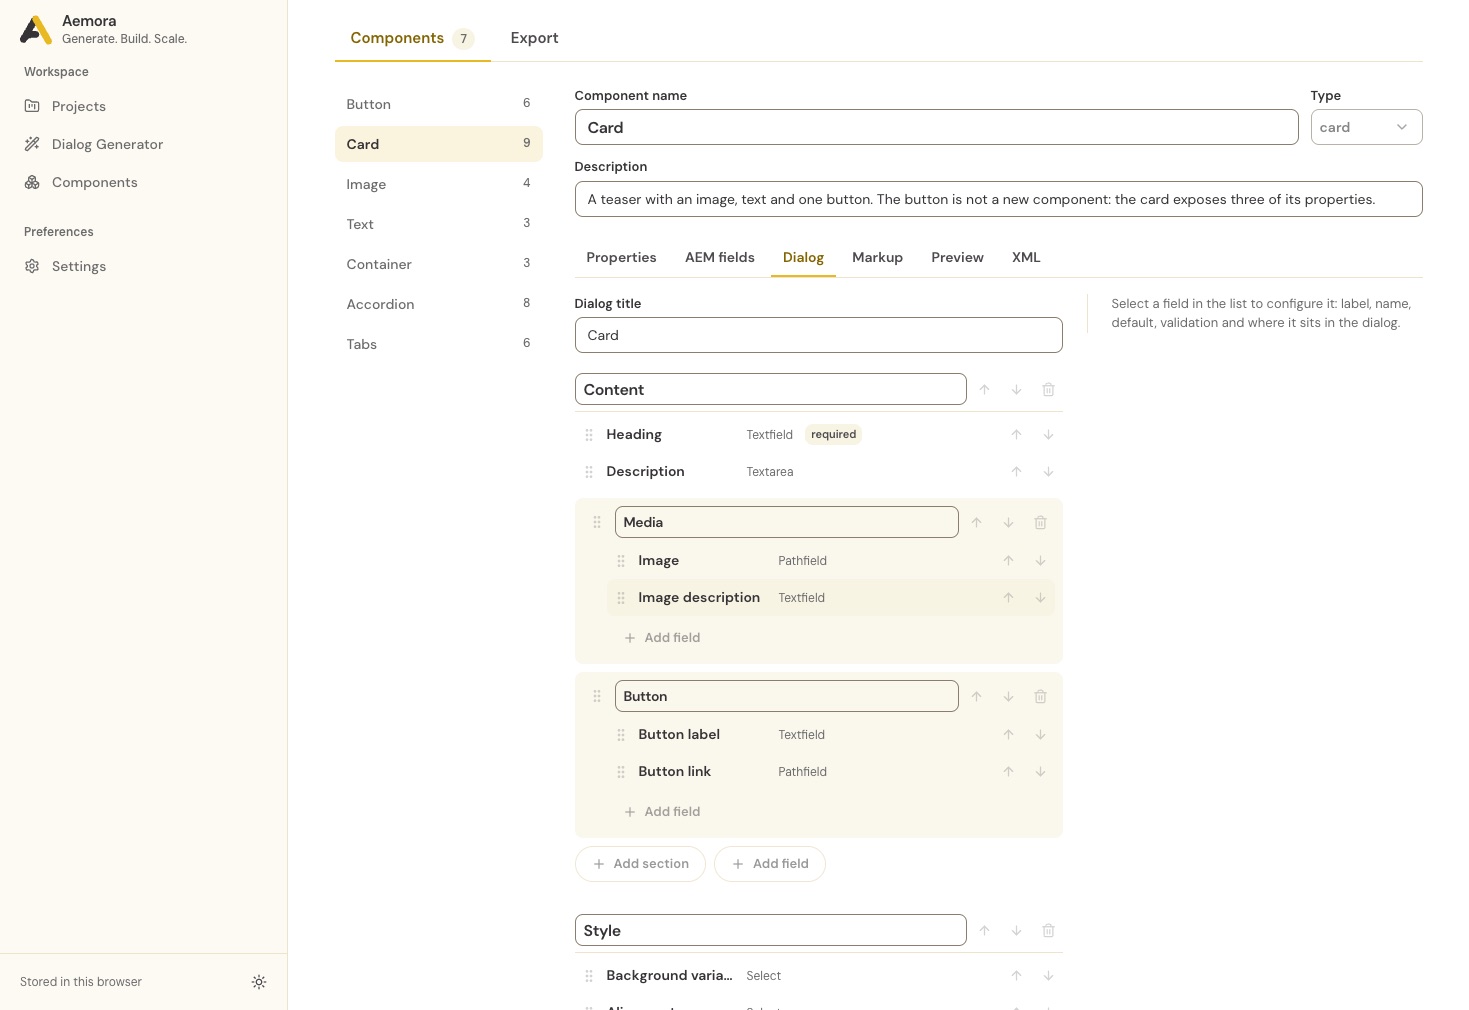 Aemora
Generate. Build. Scale.
Workspace
Projects
Dialog Generator
Components
Preferences
Settings
Stored in this browser
Components 7
Export
Button 6
Card 9
Image 4
Text 3
Container 3
Accordion 8
Tabs 6
Component name
Card
Type
card
Description
A teaser with an image, text and one button. The button is not a new component: the card exposes three of its properties.
Properties
AEM fields
Dialog
Markup
Preview
XML
Dialog title
Card
Select a field in the list to configure it: label, name,
default, validation and where it sits in the dialog.
Content
Heading Textfield required
Description Textarea
Media
Image Pathfield
Image description Textfield
Add field
Button
Button label Textfield
Button link Pathfield
Add field
Add section
Add field
Style
Background varia... Select